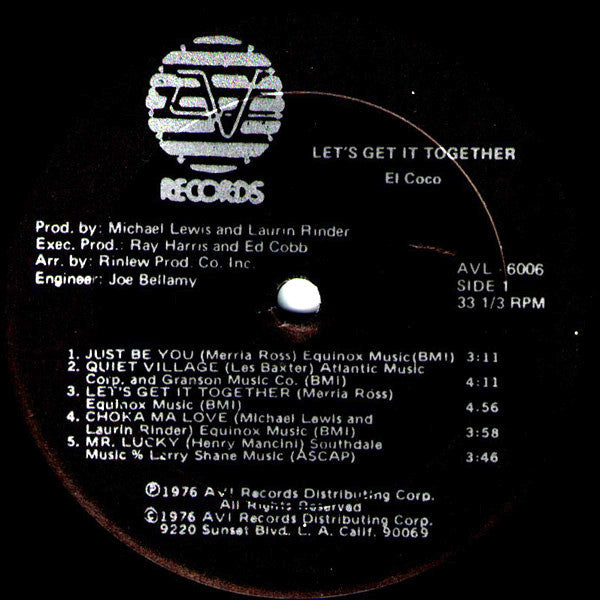 AVI
RECORDS
LET'S GET IT TOGETHER
El Coco
Prod. by: Michael Lewis and Laurin Rinder
Exec. Prod.: Ray Harris and Ed Cobb
Arr. by: Rinlew Prod. Co. Inc.
Engineer: Joe Bellamy
AVL - 6006
SIDE 1
33 1/3 RPM
1. JUST BE YOU (Merria Ross) Equinox Music (BMI) 3:11
2. QUIET VILLAGE (Les Baxter) Atlantic Music
Corp. and Granson Music Co. (BMI) 4:11
3. LET'S GET IT TOGETHER (Merria Ross)
Equinox Music (BMI) 4.56
4. CHOKA MA LOVE (Michael Lewis and
Laurin Rinder) Equinox Music (BMI) 3:58
5. MR. LUCKY (Henry Mancini) Southdale
Music % Larry Shane Music (ASCAP) 3:46
℗1976 AVI Records Distributing Corp.
All Rights Reserved
©1976 AVI Records Distributing Corp.
9220 Sunset Blvd. L. A. Calif. 90069